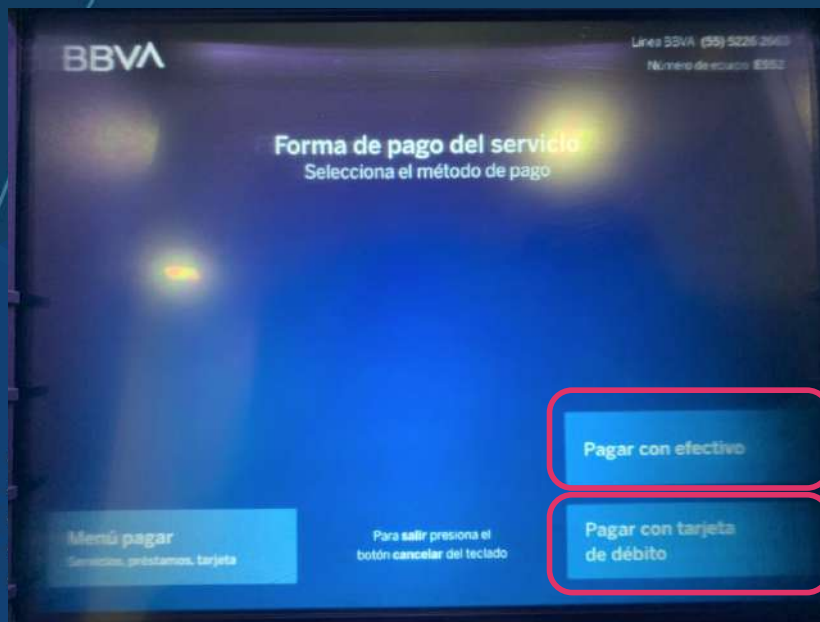 BBVA
Línea BBVA (55) 5226 2663
Número de equipo E952
Forma de pago del servicio
Selecciona el método de pago
Pagar con efectivo
Menú pagar
Servicios, préstamos, tarjeta
Para salir presiona el
botón cancelar del teclado
Pagar con tarjeta
de débito